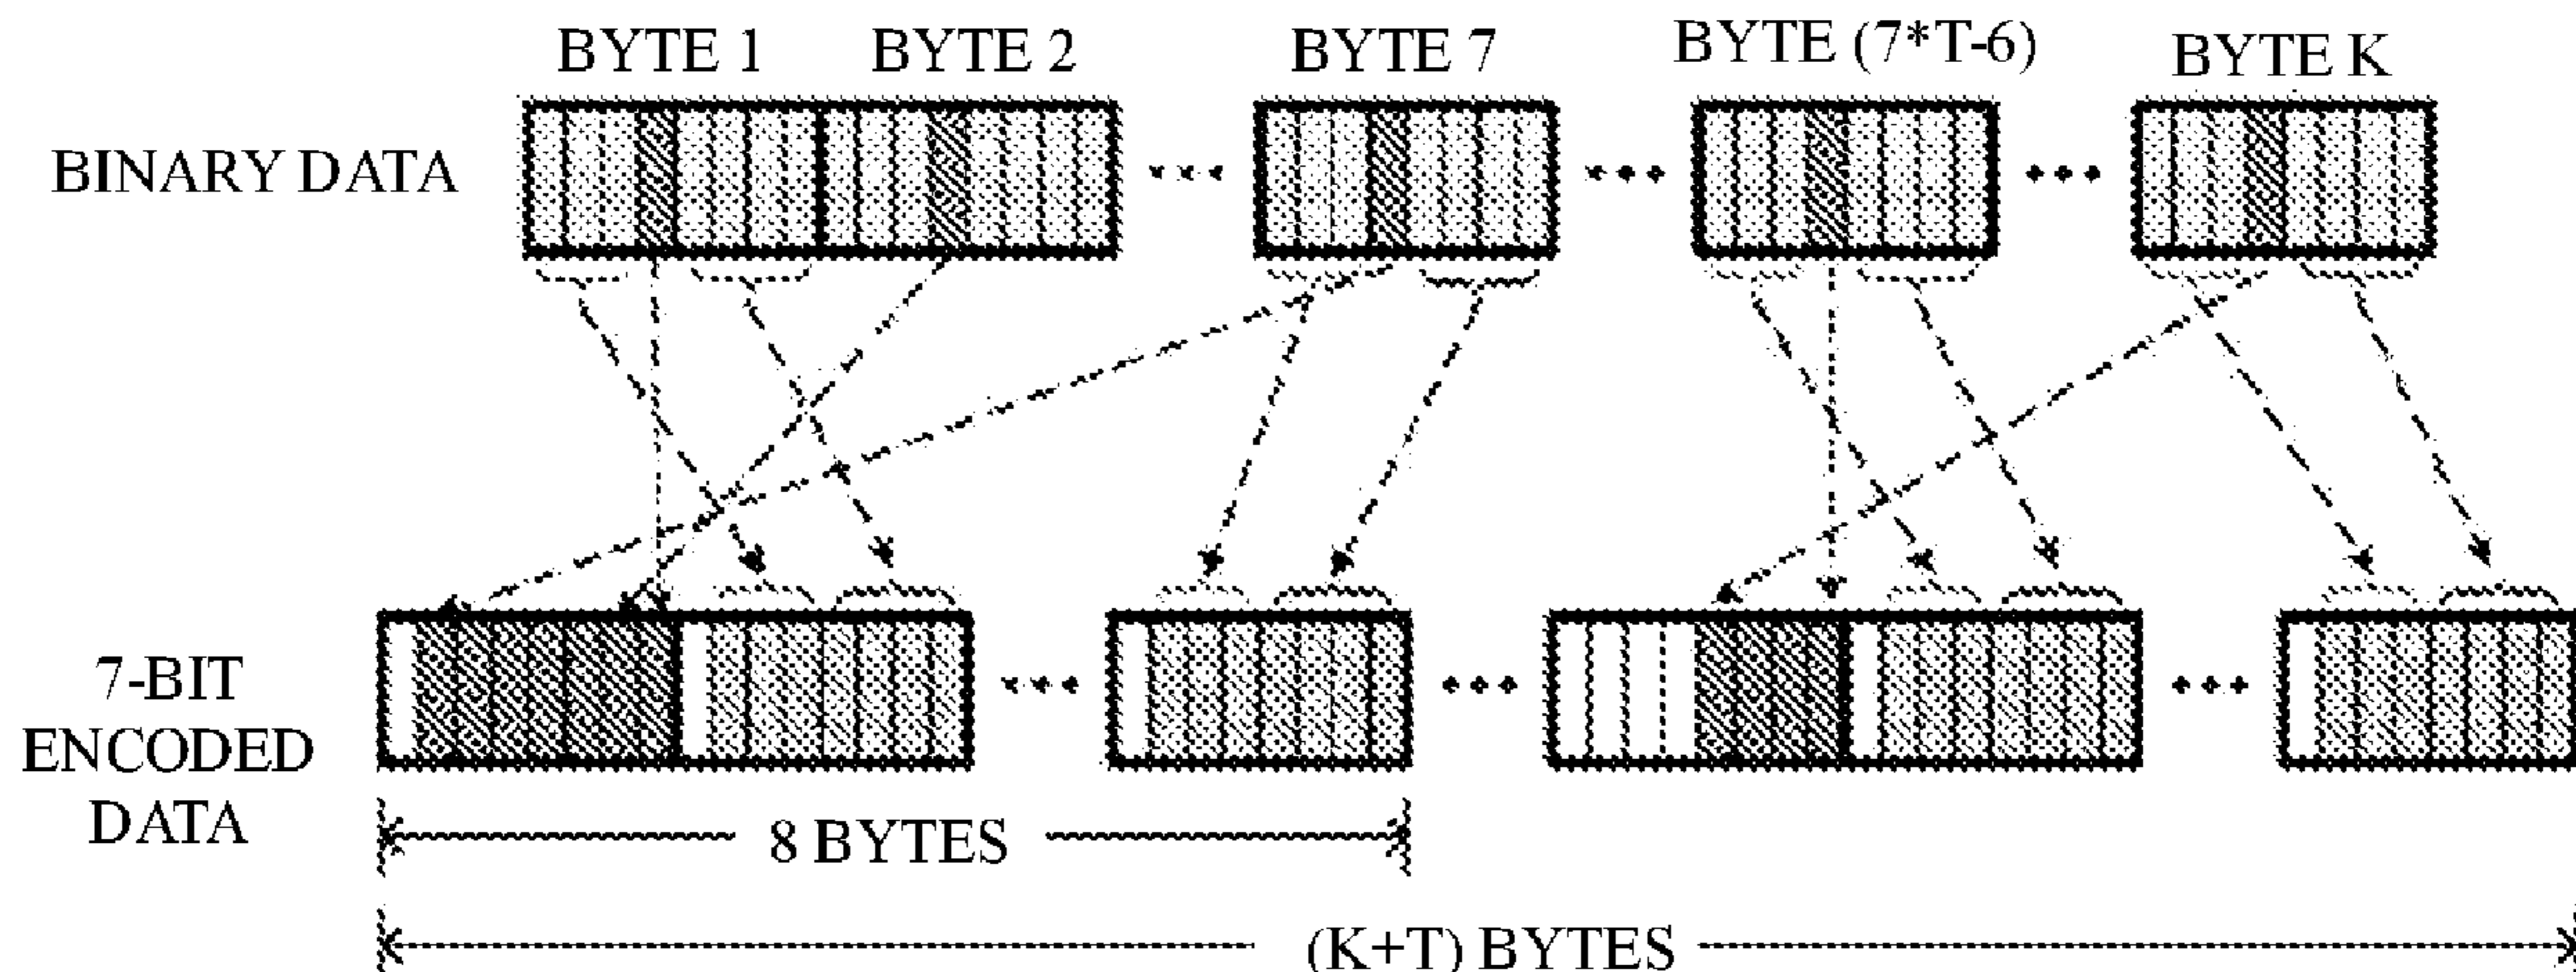 BYTE 1 BYTE 2 BYTE 7 BYTE (7*T-6) BYTE K
BINARY DATA
7-BIT
ENCODED
DATA
8 BYTES
(K+T) BYTES